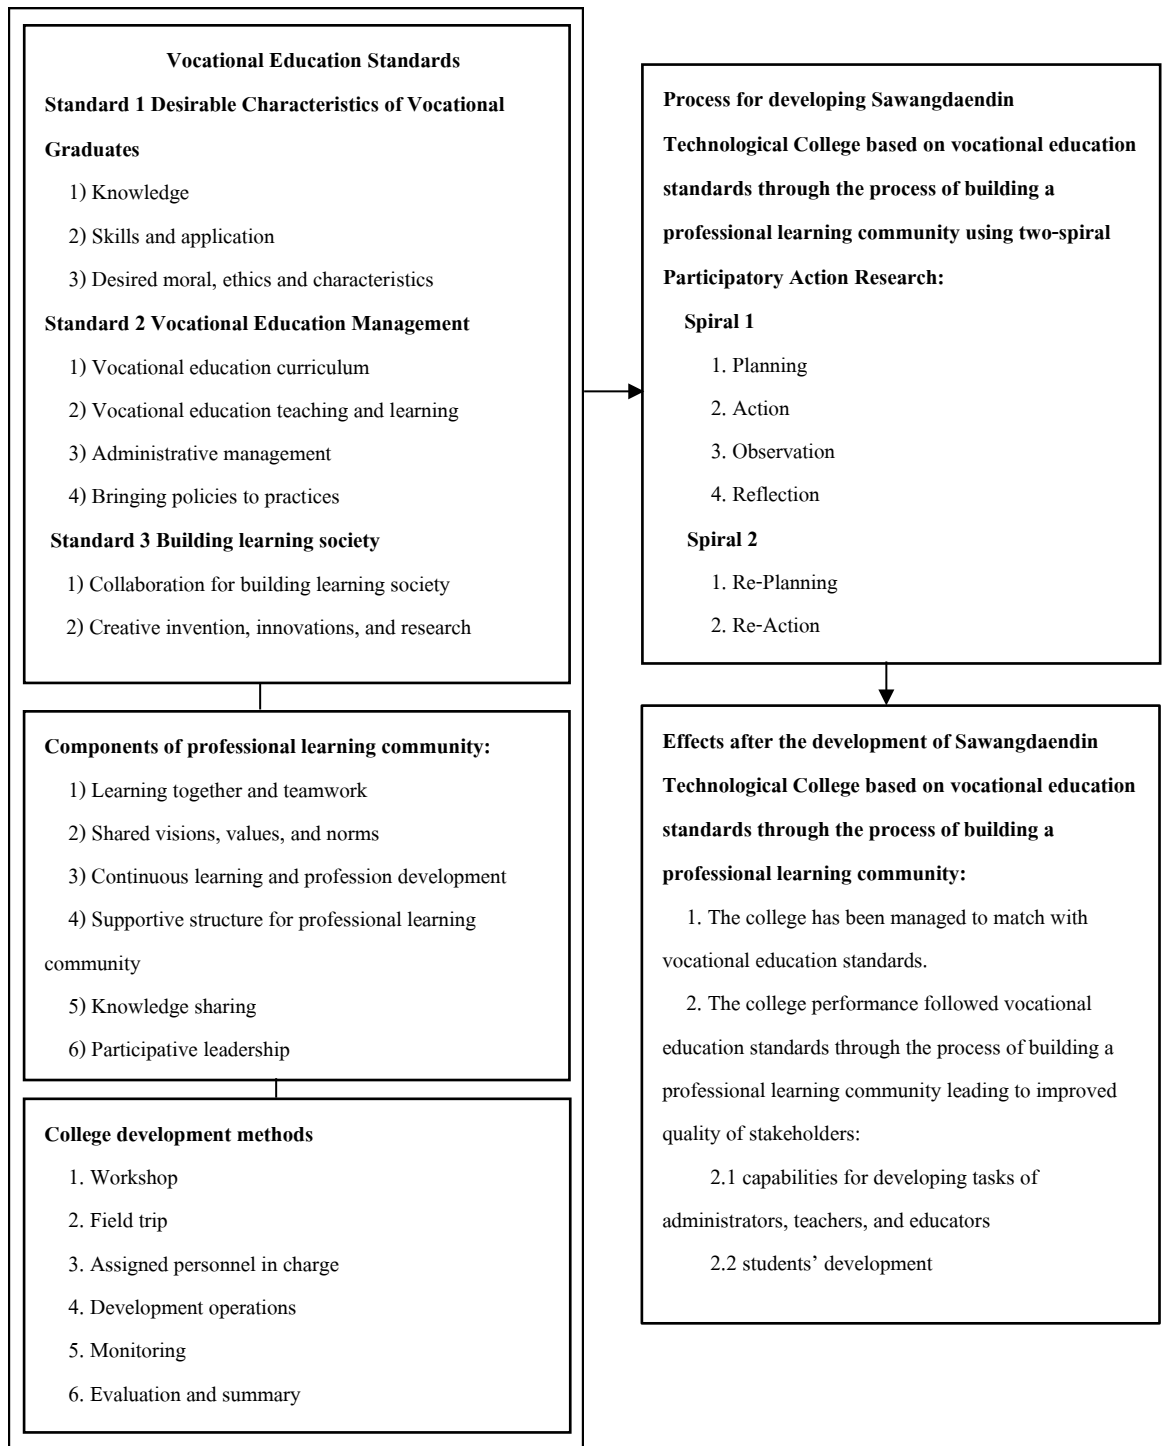 Vocational Education Standards
Standard 1 Desirable Characteristics of Vocational
Graduates
1) Knowledge
2) Skills and application
3) Desired moral, ethics and characteristics
Standard 2 Vocational Education Management
1) Vocational education curriculum
2) Vocational education teaching and learning
3) Administrative management
4) Bringing policies to practices
Standard 3 Building learning society
1) Collaboration for building learning society
2) Creative invention, innovations, and research
Components of professional learning community:
1) Learning together and teamwork
2) Shared visions, values, and norms
3) Continuous learning and profession development
4) Supportive structure for professional learning
community
5) Knowledge sharing
6) Participative leadership
College development methods
1. Workshop
2. Field trip
3. Assigned personnel in charge
4. Development operations
5. Monitoring
6. Evaluation and summary
Process for developing Sawangdaendin
Technological College based on vocational education
standards through the process of building a
professional learning community using two-spiral
Participatory Action Research:
Spiral 1
1. Planning
2. Action
3. Observation
4. Reflection
Spiral 2
1. Re-Planning
2. Re-Action
Effects after the development of Sawangdaendin
Technological College based on vocational education
standards through the process of building a
professional learning community:
1. The college has been managed to match with
vocational education standards.
2. The college performance followed vocational
education standards through the process of building a
professional learning community leading to improved
quality of stakeholders:
2.1 capabilities for developing tasks of
administrators, teachers, and educators
2.2 students’ development